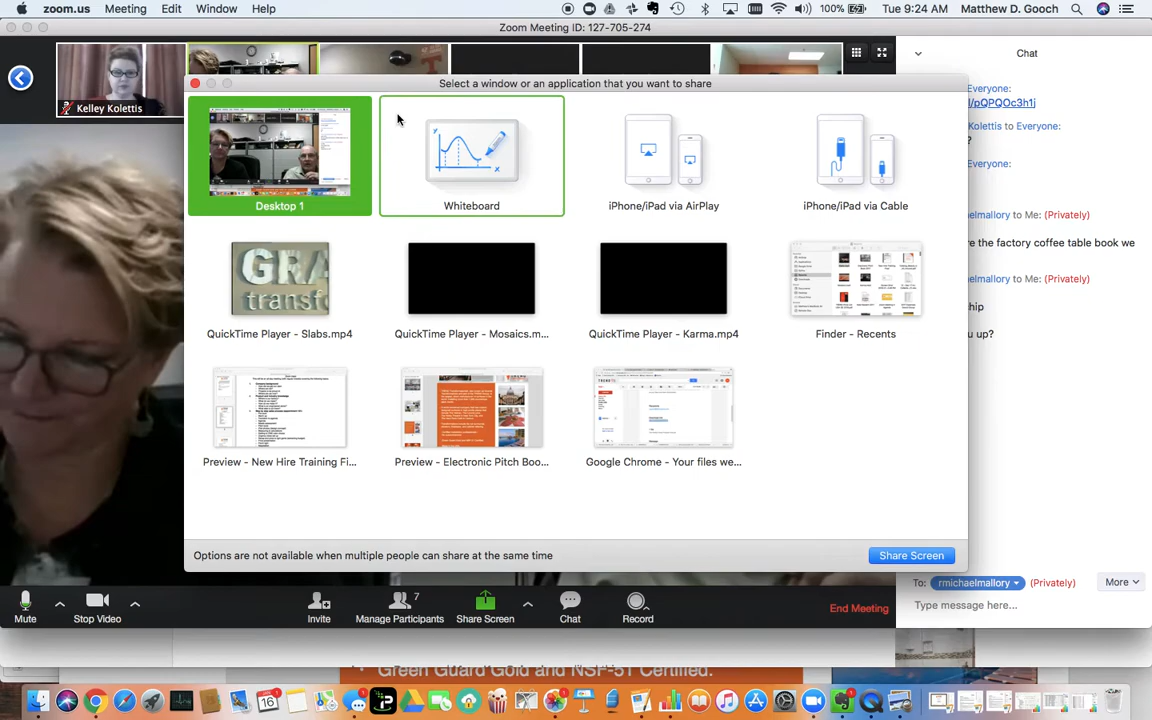 zoom.us Meeting Edit Window Help 100% Tue 9:24 AM Matthew D. Gooch
Zoom Meeting ID: 127-705-274
Kelley Kolettis
Select a window or an application that you want to share
Desktop 1
Whiteboard
iPhone/iPad via AirPlay
iPhone/iPad via Cable
GRA
transfo
QuickTime Player - Slabs.mp4
QuickTime Player - Mosaics.m...
QuickTime Player - Karma.mp4
Finder - Recents
Preview - New Hire Training Fi...
Preview - Electronic Pitch Boo...
Google Chrome - Your files we...
Options are not available when multiple people can share at the same time
Share Screen
Chat
Everyone:
/pQPQOc3h1j
Kolettis to Everyone:
?
Everyone:
elmallory to Me: (Privately)
re the factory coffee table book we
elmallory to Me: (Privately)
ship
u up?
To: rmichaelmallory (Privately) More
Type message here...
Mute
Stop Video
Invite
7
Manage Participants
Share Screen
Chat
Record
End Meeting
Green Guard Gold and NSF-51 Certified.
16